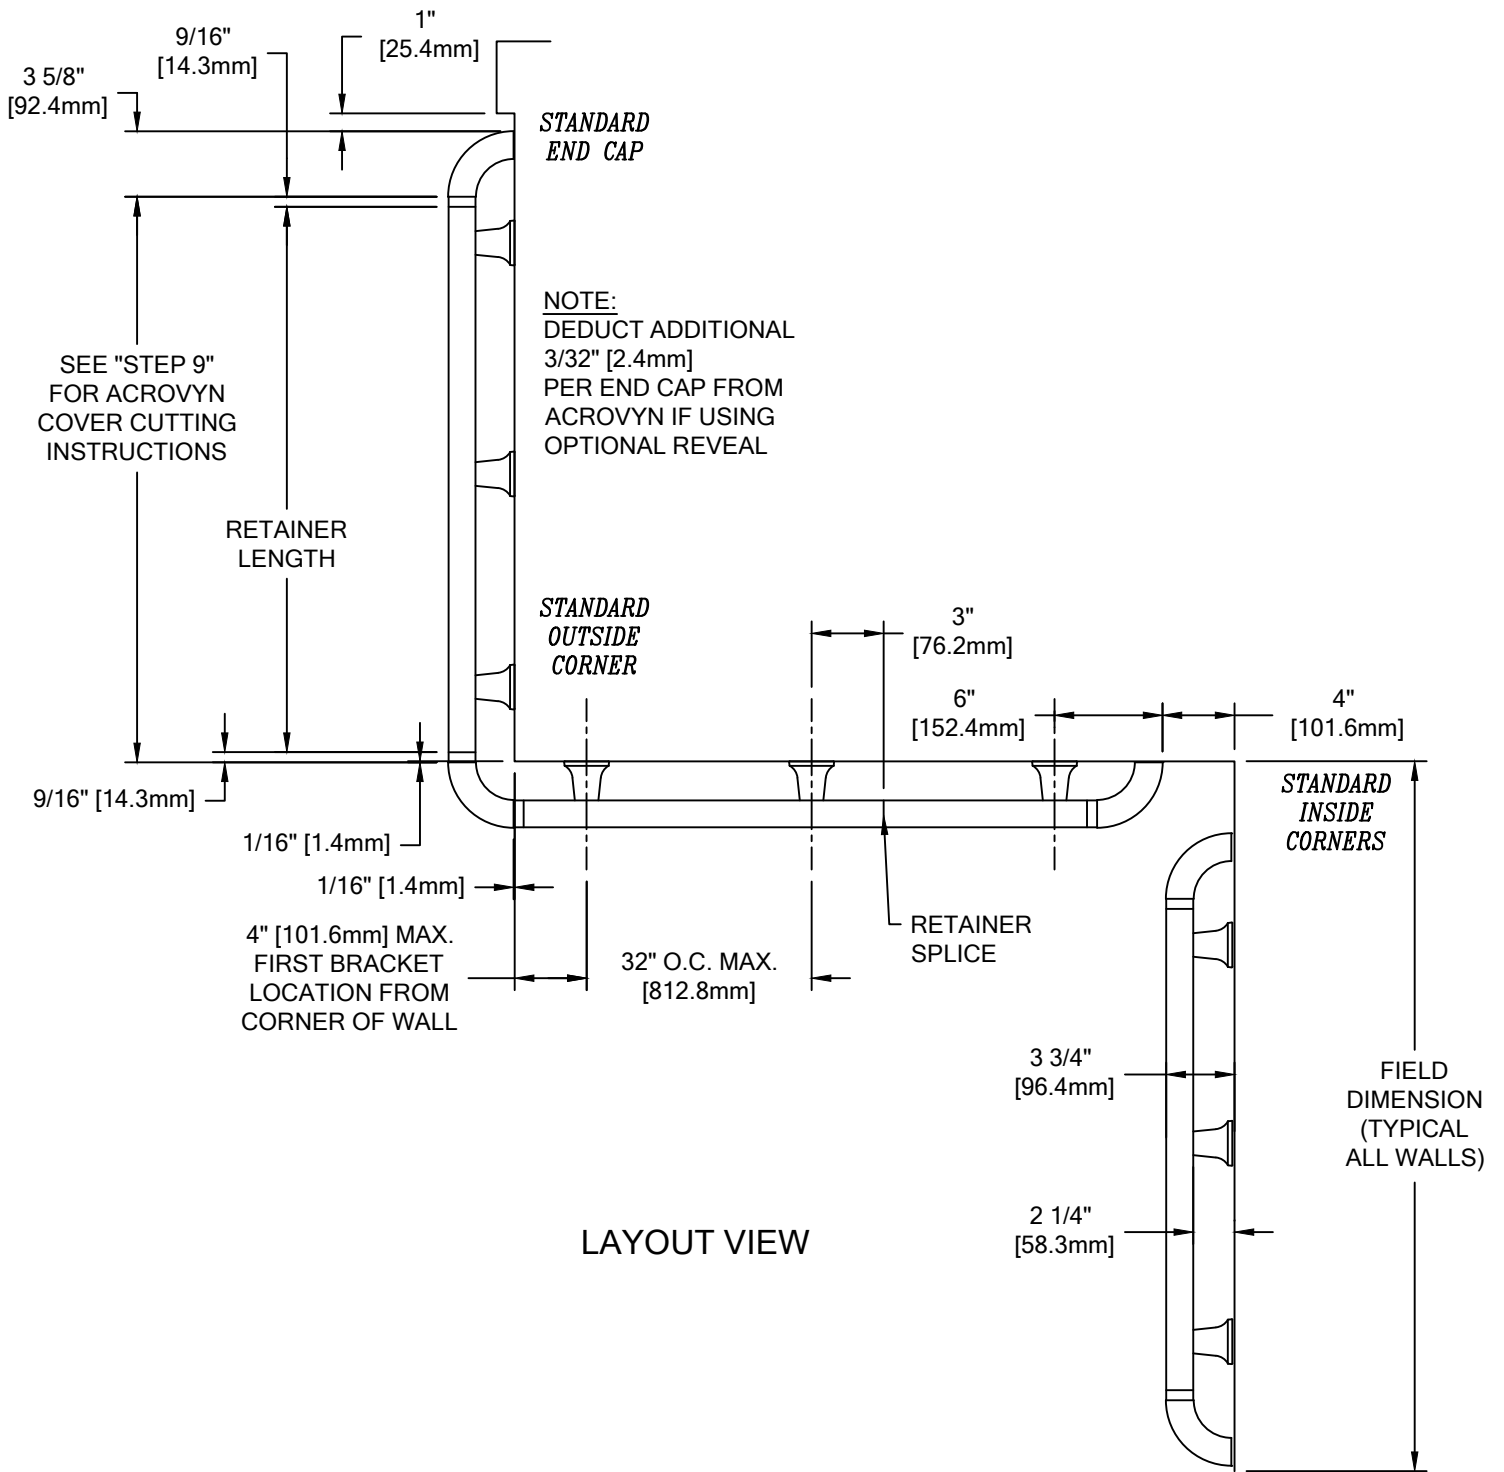 1"
[25.4mm]
9/16"
[14.3mm]
3 5/8"
[92.4mm]
STANDARD
END CAP
NOTE:
DEDUCT ADDITIONAL
3/32" [2.4mm]
PER END CAP FROM
ACROVYN IF USING
OPTIONAL REVEAL
SEE "STEP 9"
FOR ACROVYN
COVER CUTTING
INSTRUCTIONS
RETAINER
LENGTH
STANDARD
OUTSIDE
CORNER
3"
[76.2mm]
6"
[152.4mm]
4"
[101.6mm]
STANDARD
INSIDE
CORNERS
9/16" [14.3mm]
1/16" [1.4mm]
1/16" [1.4mm]
4" [101.6mm] MAX.
FIRST BRACKET
LOCATION FROM
CORNER OF WALL
32" O.C. MAX.
[812.8mm]
RETAINER
SPLICE
3 3/4"
[96.4mm]
FIELD
DIMENSION
(TYPICAL
ALL WALLS)
2 1/4"
[58.3mm]
LAYOUT VIEW